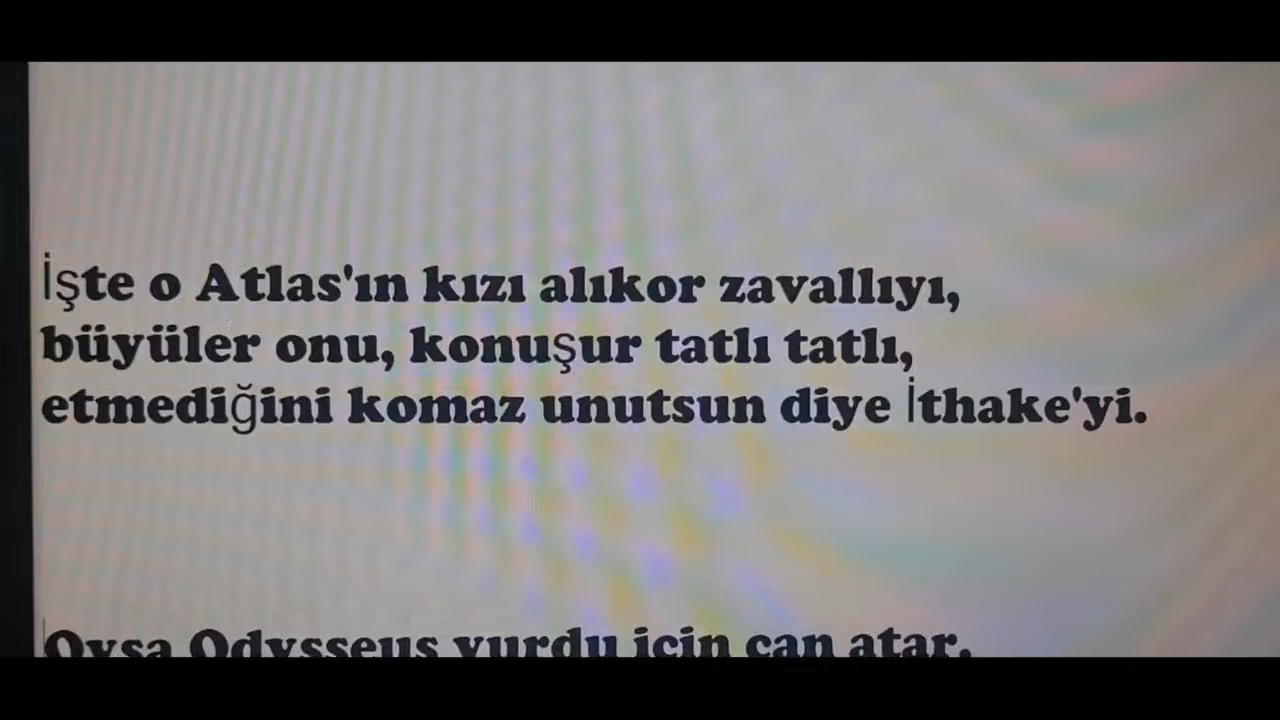 İşte o Atlas'ın kızı alıkor zavallıyı,
büyüler onu, konuşur tatlı tatlı,
etmediğini komaz unutsun diye İthake'yi.
Oysa Odysseus yurdu için can atar,